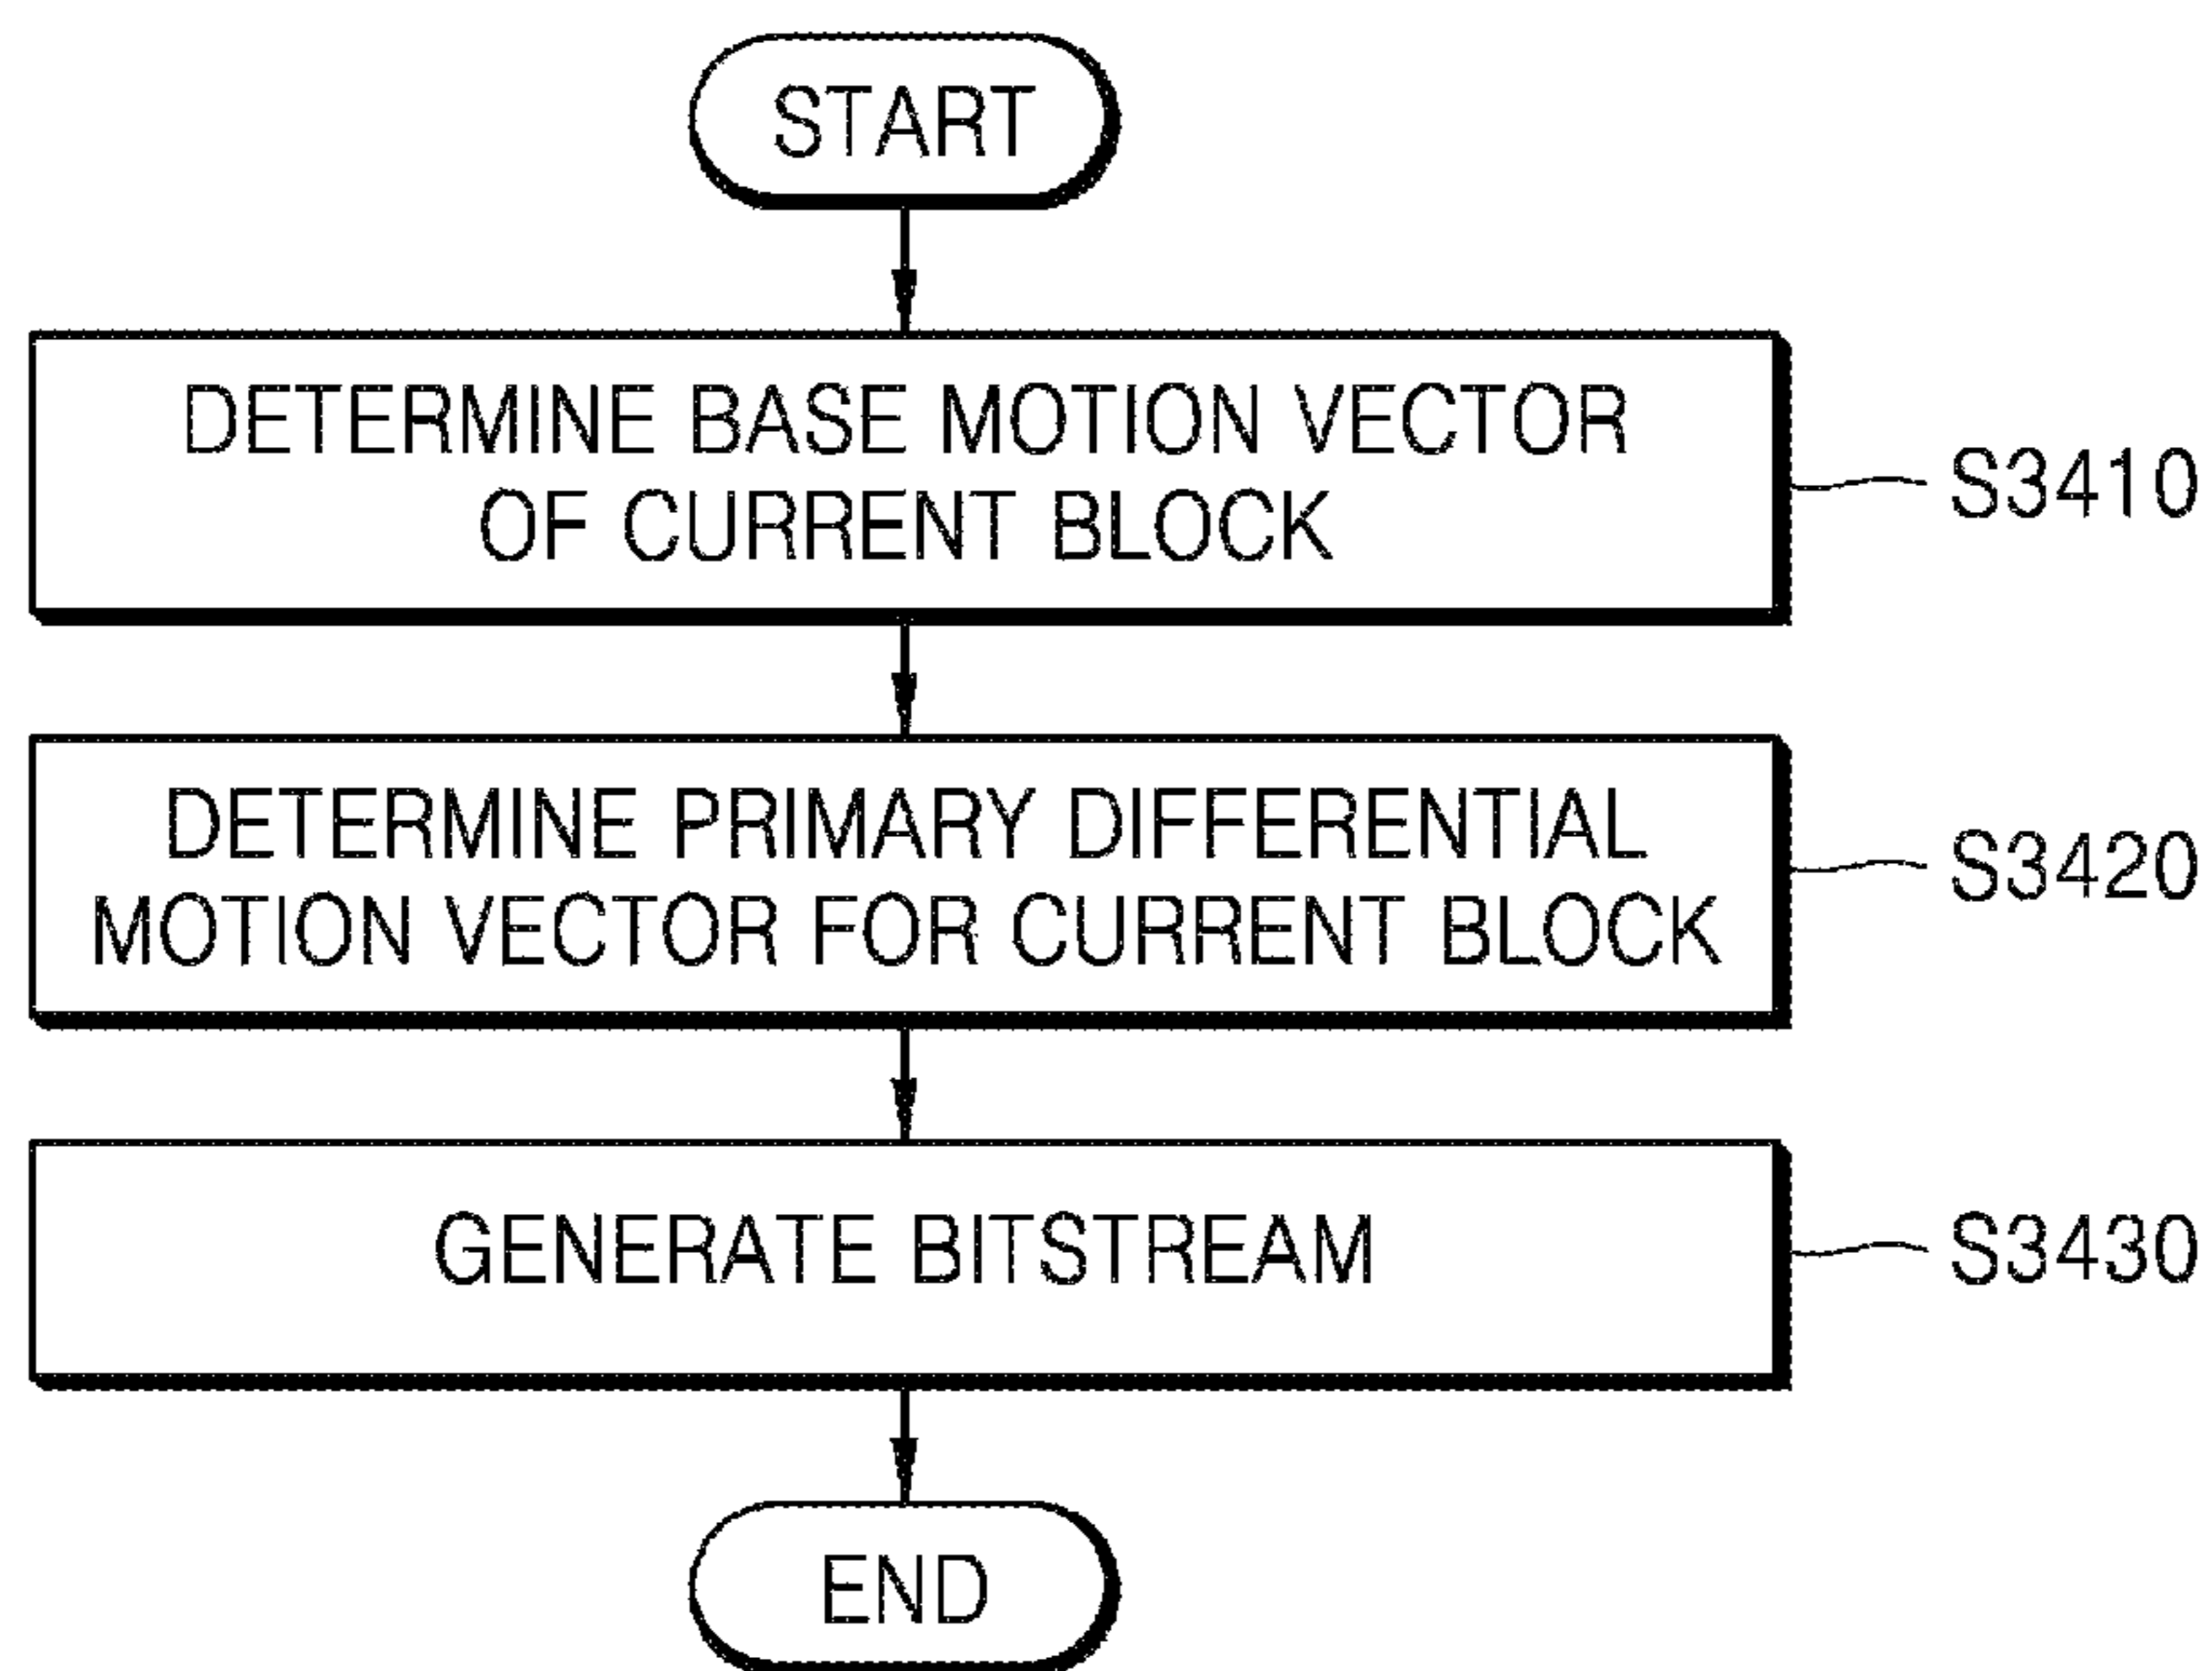 START
DETERMINE BASE MOTION VECTOR
OF CURRENT BLOCK
S3410
DETERMINE PRIMARY DIFFERENTIAL
MOTION VECTOR FOR CURRENT BLOCK
S3420
GENERATE BITSTREAM
S3430
END